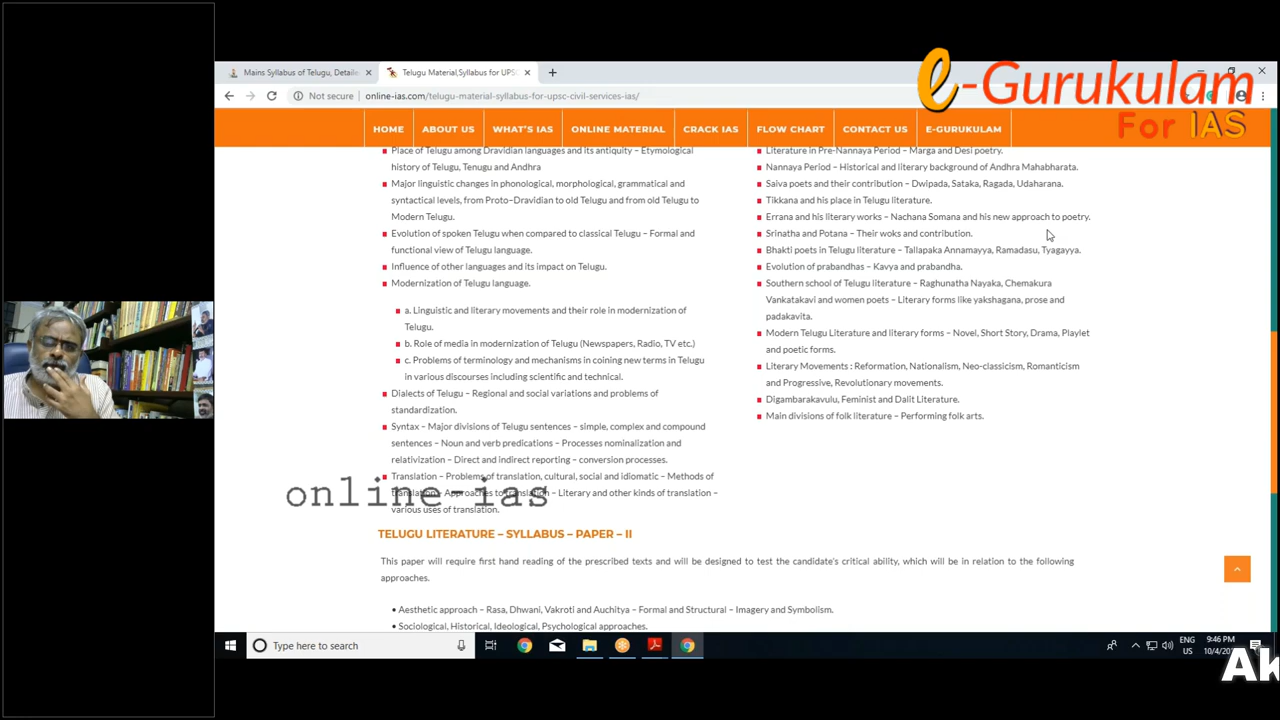 e-Gurukulam
For IAS
Mains Syllabus of Telugu, Detaile
Telugu Material,Syllabus for UPSC
Not secure
online-ias.com/telugu-material-syllabus-for-upsc-civil-services-ias/
HOME
ABOUT US
WHAT'S IAS
ONLINE MATERIAL
CRACK IAS
FLOW CHART
CONTACT US
E-GURUKULAM
Place of Telugu among Dravidian languages and its antiquity – Etymological
history of Telugu, Tenugu and Andhra
Major linguistic changes in phonological, morphological, grammatical and
syntactical levels, from Proto–Dravidian to old Telugu and from old Telugu to
Modern Telugu.
Evolution of spoken Telugu when compared to classical Telugu – Formal and
functional view of Telugu language.
Influence of other languages and its impact on Telugu.
Modernization of Telugu language.
a. Linguistic and literary movements and their role in modernization of
Telugu.
b. Role of media in modernization of Telugu (Newspapers, Radio, TV etc.)
c. Problems of terminology and mechanisms in coining new terms in Telugu
in various discourses including scientific and technical.
Dialects of Telugu – Regional and social variations and problems of
standardization.
Syntax – Major divisions of Telugu sentences – simple, complex and compound
sentences – Noun and verb predications – Processes nominalization and
relativization – Direct and indirect reporting – conversion processes.
Translation – Problems of translation, cultural, social and idiomatic – Methods of
translation – Approaches to translation – Literary and other kinds of translation –
various uses of translation.
online-ias
Literature in Pre-Nannaya Period – Marga and Desi poetry.
Nannaya Period – Historical and literary background of Andhra Mahabharata.
Saiva poets and their contribution – Dwipada, Sataka, Ragada, Udaharana.
Tikkana and his place in Telugu literature.
Errana and his literary works – Nachana Somana and his new approach to poetry.
Srinatha and Potana – Their woks and contribution.
Bhakti poets in Telugu literature – Tallapaka Annamayya, Ramadasu, Tyagayya.
Evolution of prabandhas – Kavya and prabandha.
Southern school of Telugu literature – Raghunatha Nayaka, Chemakura
Vankatakavi and women poets – Literary forms like yakshagana, prose and
padakavita.
Modern Telugu Literature and literary forms – Novel, Short Story, Drama, Playlet
and poetic forms.
Literary Movements : Reformation, Nationalism, Neo-classicism, Romanticism
and Progressive, Revolutionary movements.
Digambarakavulu, Feminist and Dalit Literature.
Main divisions of folk literature – Performing folk arts.
TELUGU LITERATURE – SYLLABUS – PAPER – II
This paper will require first hand reading of the prescribed texts and will be designed to test the candidate's critical ability, which will be in relation to the following
approaches.
• Aesthetic approach – Rasa, Dhwani, Vakroti and Auchitya – Formal and Structural – Imagery and Symbolism.
• Sociological, Historical, Ideological, Psychological approaches.
Type here to search
ENG
US
9:46 PM
10/4/20
Ak